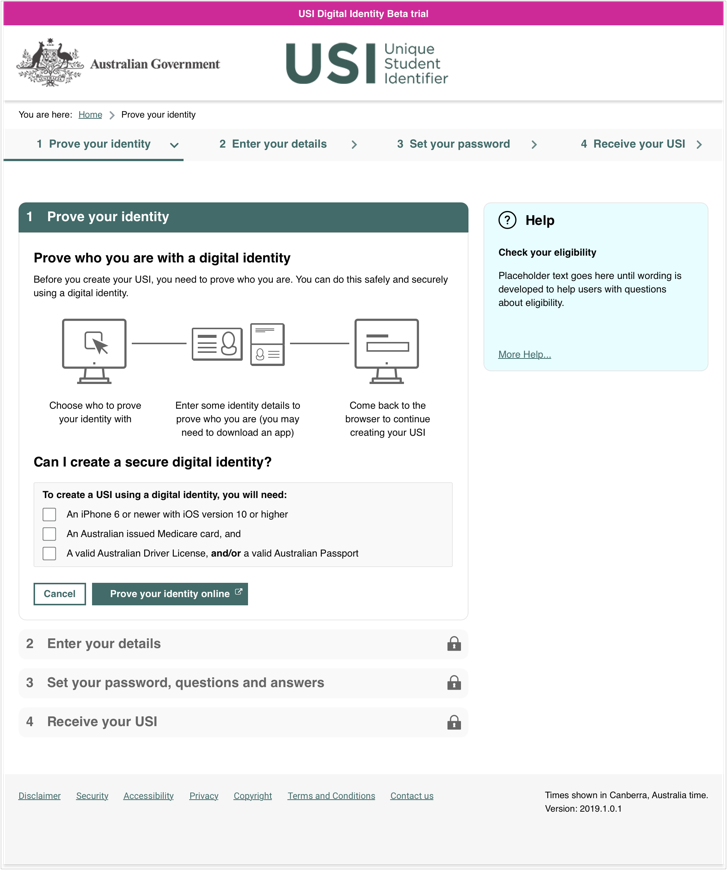 USI Digital Identity Beta trial
Australian Government
USI Unique
Student
Identifier
You are here: Home > Prove your identity
1 Prove your identity
2 Enter your details
3 Set your password
4 Receive your USI
1 Prove your identity
Prove who you are with a digital identity
Before you create your USI, you need to prove who you are. You can do this safely and securely
using a digital identity.
Choose who to prove
your identity with
Enter some identity details to
prove who you are (you may
need to download an app)
Come back to the
browser to continue
creating your USI
Can I create a secure digital identity?
To create a USI using a digital identity, you will need:
An iPhone 6 or newer with iOS version 10 or higher
An Australian issued Medicare card, and
A valid Australian Driver License, and/or a valid Australian Passport
Cancel
Prove your identity online
2 Enter your details
3 Set your password, questions and answers
4 Receive your USI
? Help
Check your eligibility
Placeholder text goes here until wording is
developed to help users with questions
about eligibility.
More Help...
Disclaimer Security Accessibility Privacy Copyright Terms and Conditions Contact us
Times shown in Canberra, Australia time.
Version: 2019.1.0.1